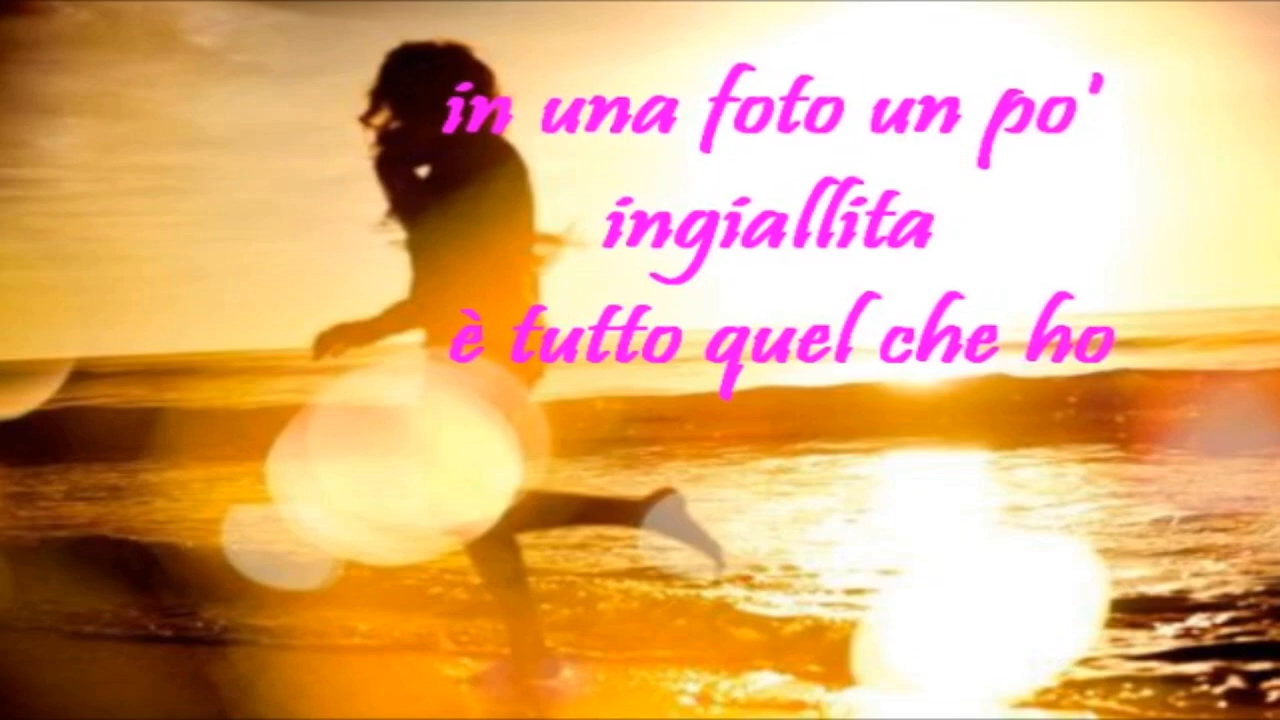 in una foto un po'
ingiallita
è tutto quel che ho